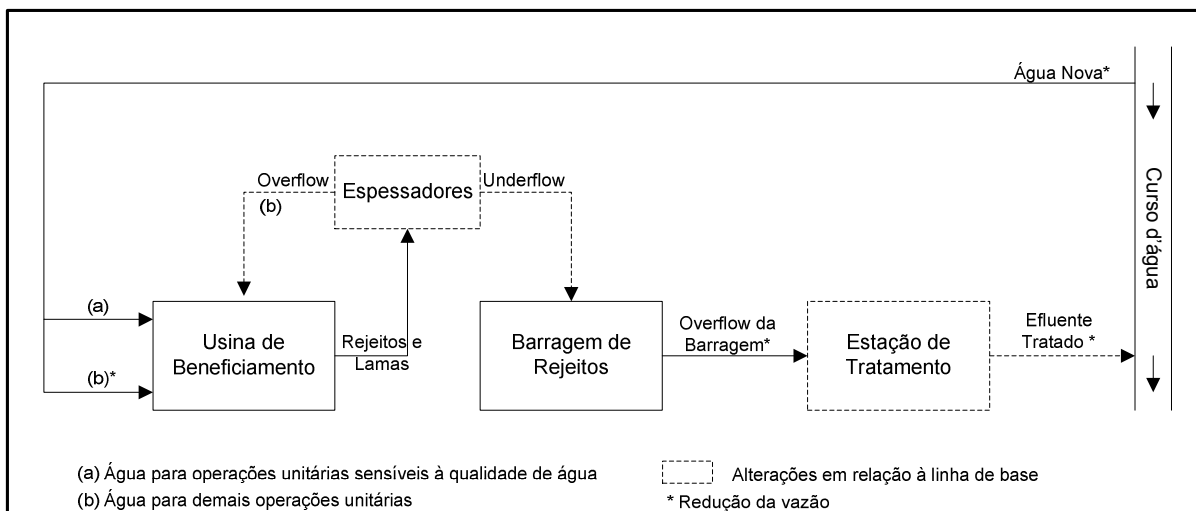 Água Nova*
Espessadores
Overflow
(b)
Underflow
Curso d'água
(a)
(b)*
Usina de
Beneficiamento
Rejeitos e
Lamas
Barragem de
Rejeitos
Overflow da
Barragem*
Estação de
Tratamento
Efluente
Tratado *
(a) Água para operações unitárias sensíveis à qualidade de água
(b) Água para demais operações unitárias
Alterações em relação à linha de base
* Redução da vazão